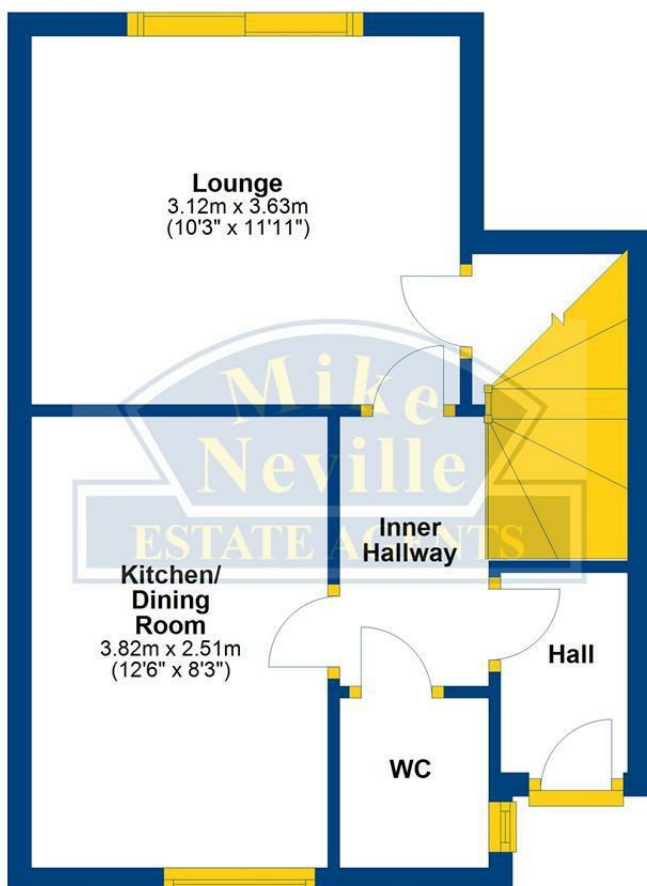 Lounge
3.12m x 3.63m
(10'3" x 11'11")
Mike
Neville
ESTATE AGENTS
Inner
Hallway
Kitchen/
Dining
Room
3.82m x 2.51m
(12'6" x 8'3")
Hall
WC